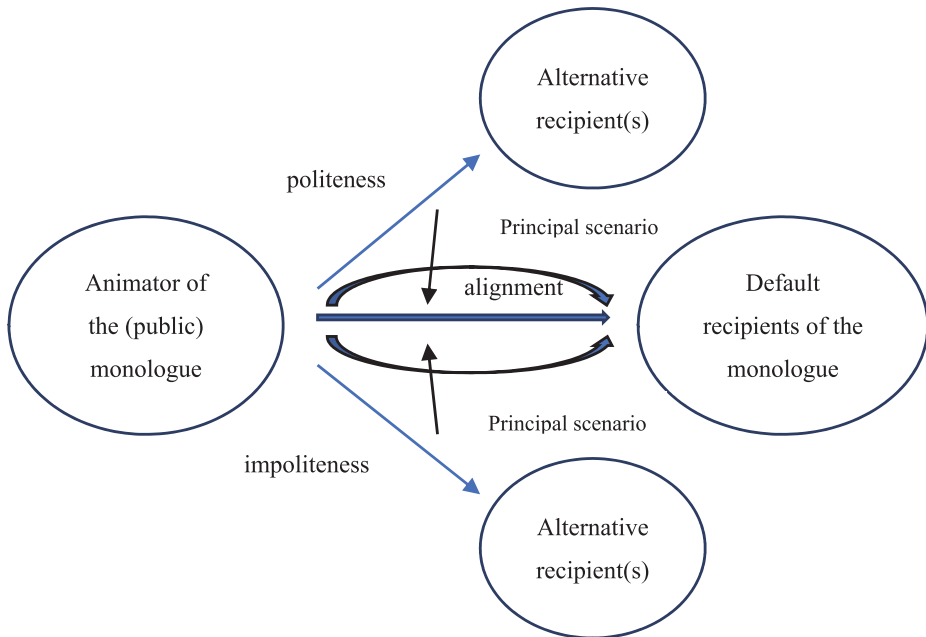 Alternative
recipient(s)
politeness
Principal scenario
Animator of
the (public)
monologue
alignment
Default
recipients of the
monologue
Principal scenario
impoliteness
Alternative
recipient(s)